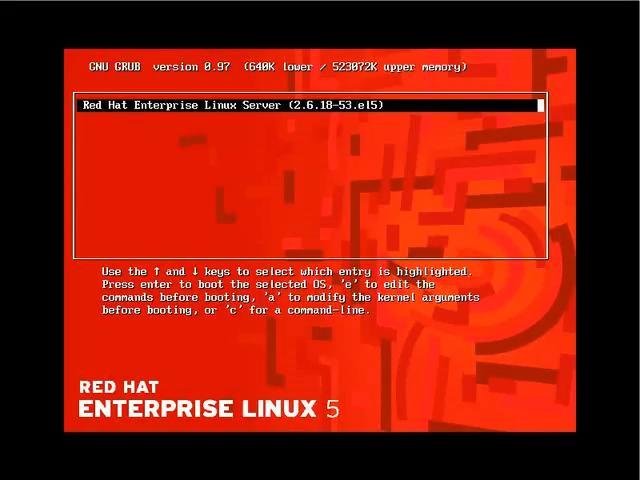 GNU GRUB  version 0.97  (640K lower / 523072K upper memory)
Red Hat Enterprise Linux Server (2.6.18-53.el5)
Use the ↑ and ↓ keys to select which entry is highlighted.
Press enter to boot the selected OS, 'e' to edit the
commands before booting, 'a' to modify the kernel arguments
before booting, or 'c' for a command-line.
RED HAT
ENTERPRISE LINUX 5